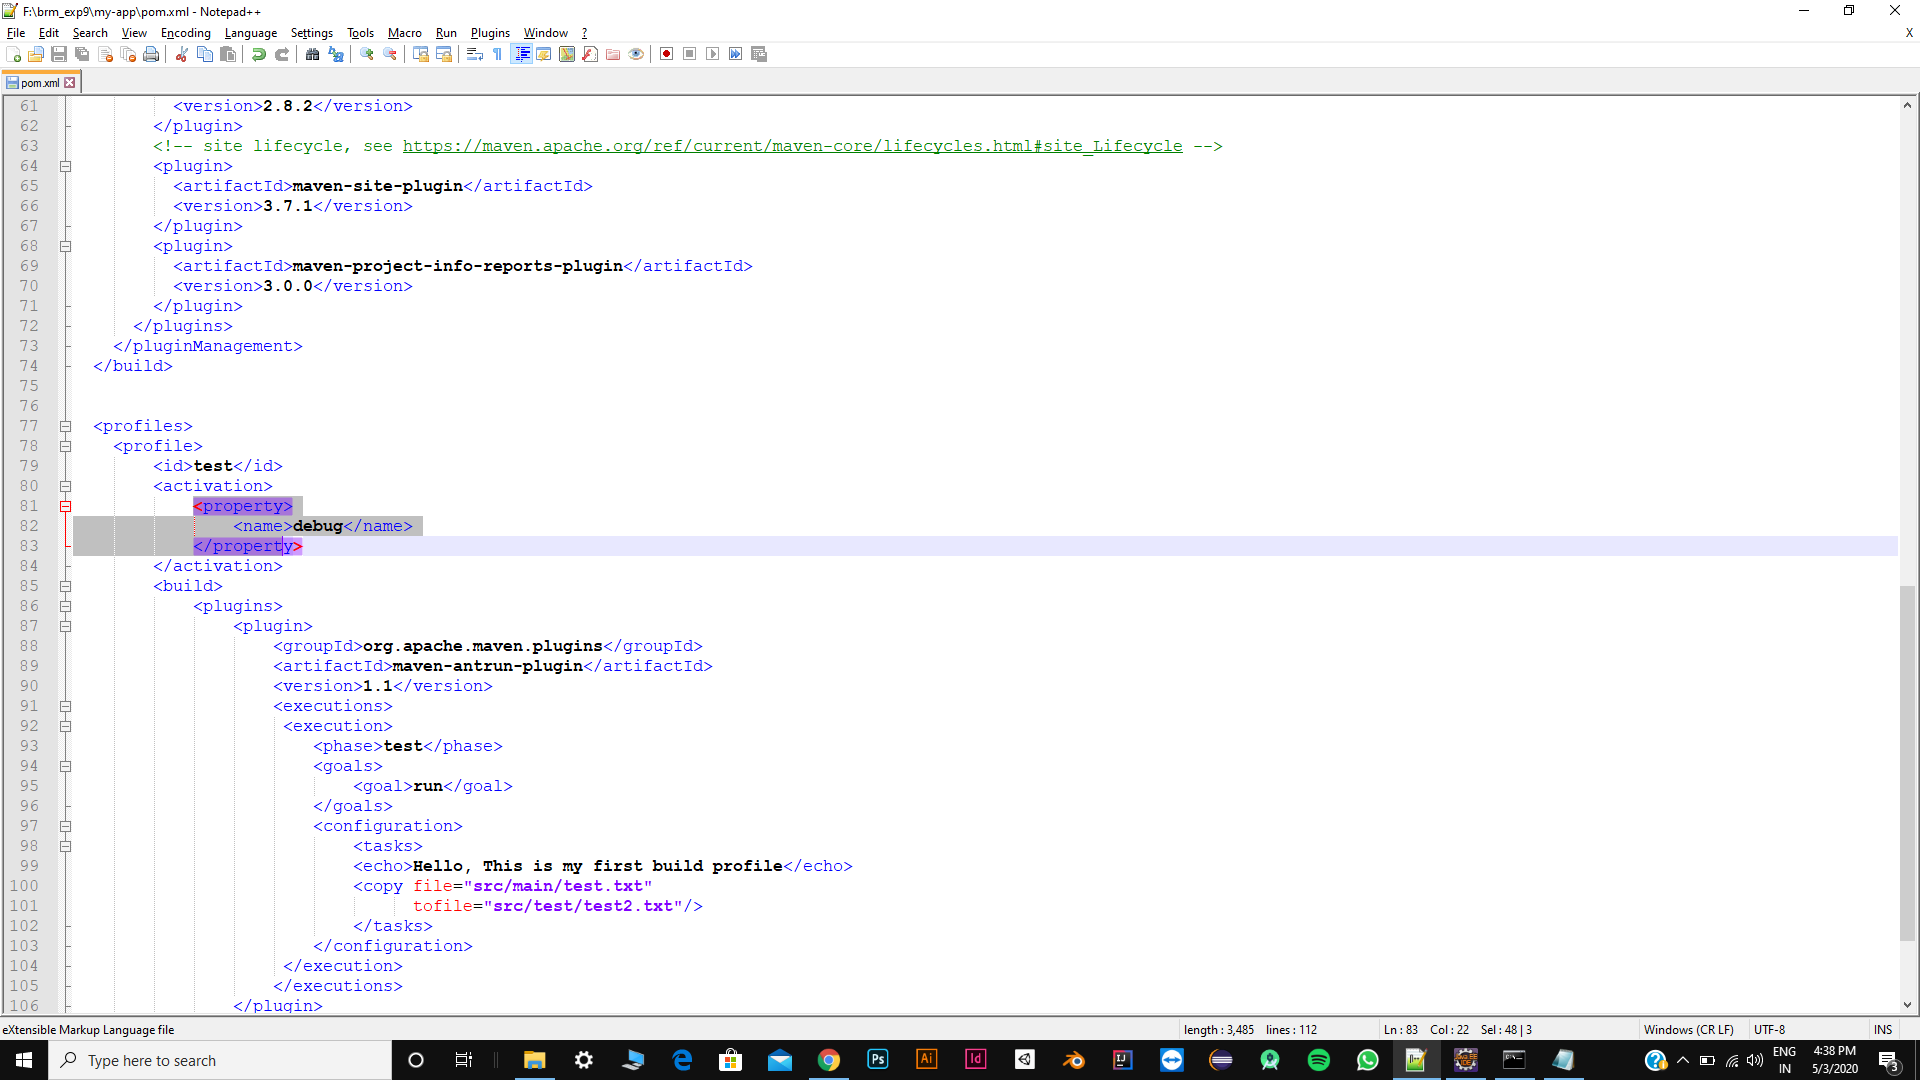 F:\brm_exp9\my-app\pom.xml - Notepad++
File Edit Search View Encoding Language Settings Tools Macro Run Plugins Window ? X
pom.xml
61 <version>2.8.2</version>
62 </plugin>
63 <!-- site lifecycle, see https://maven.apache.org/ref/current/maven-core/lifecycles.html#site_Lifecycle -->
64 <plugin>
65 <artifactId>maven-site-plugin</artifactId>
66 <version>3.7.1</version>
67 </plugin>
68 <plugin>
69 <artifactId>maven-project-info-reports-plugin</artifactId>
70 <version>3.0.0</version>
71 </plugin>
72 </plugins>
73 </pluginManagement>
74 </build>
75
76
77 <profiles>
78 <profile>
79 <id>test</id>
80 <activation>
81 <property>
82 <name>debug</name>
83 </property>
84 </activation>
85 <build>
86 <plugins>
87 <plugin>
88 <groupId>org.apache.maven.plugins</groupId>
89 <artifactId>maven-antrun-plugin</artifactId>
90 <version>1.1</version>
91 <executions>
92 <execution>
93 <phase>test</phase>
94 <goals>
95 <goal>run</goal>
96 </goals>
97 <configuration>
98 <tasks>
99 <echo>Hello, This is my first build profile</echo>
100 <copy file="src/main/test.txt"
101 tofile="src/test/test2.txt"/>
102 </tasks>
103 </configuration>
104 </execution>
105 </executions>
106 </plugin>
eXtensible Markup Language file length : 3,485 lines : 112 Ln : 83 Col : 22 Sel : 48 | 3 Windows (CR LF) UTF-8 INS
Type here to search Ps Ai Id IJ ENG IN 4:38 PM 5/3/2020 3